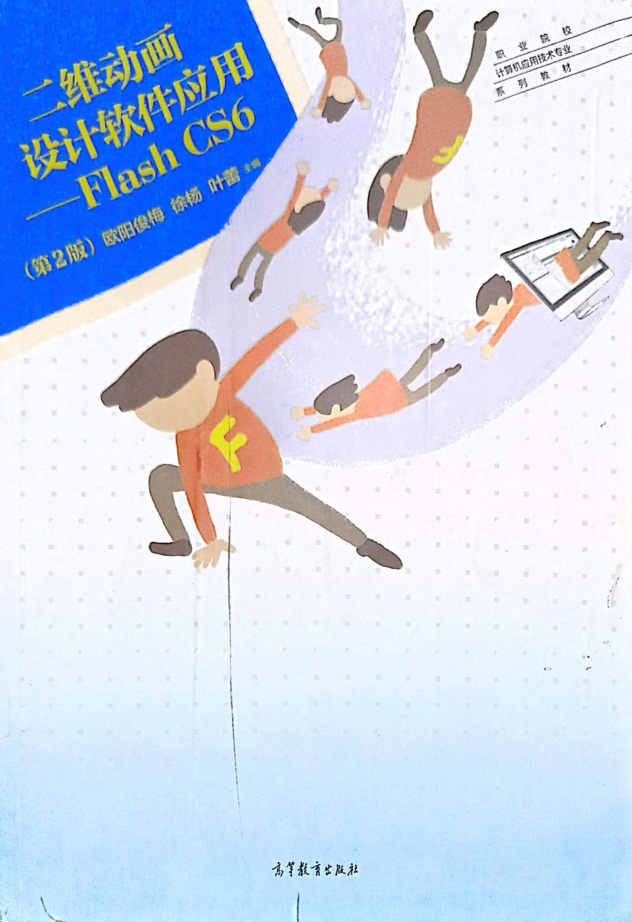 二维动画
设计软件应用
——Flash CS6
(第2版) 欧阳俊梅 徐杨 叶蕾 主编
职业院校
计算机应用技术专业
系列教材
F
F
高等教育出版社